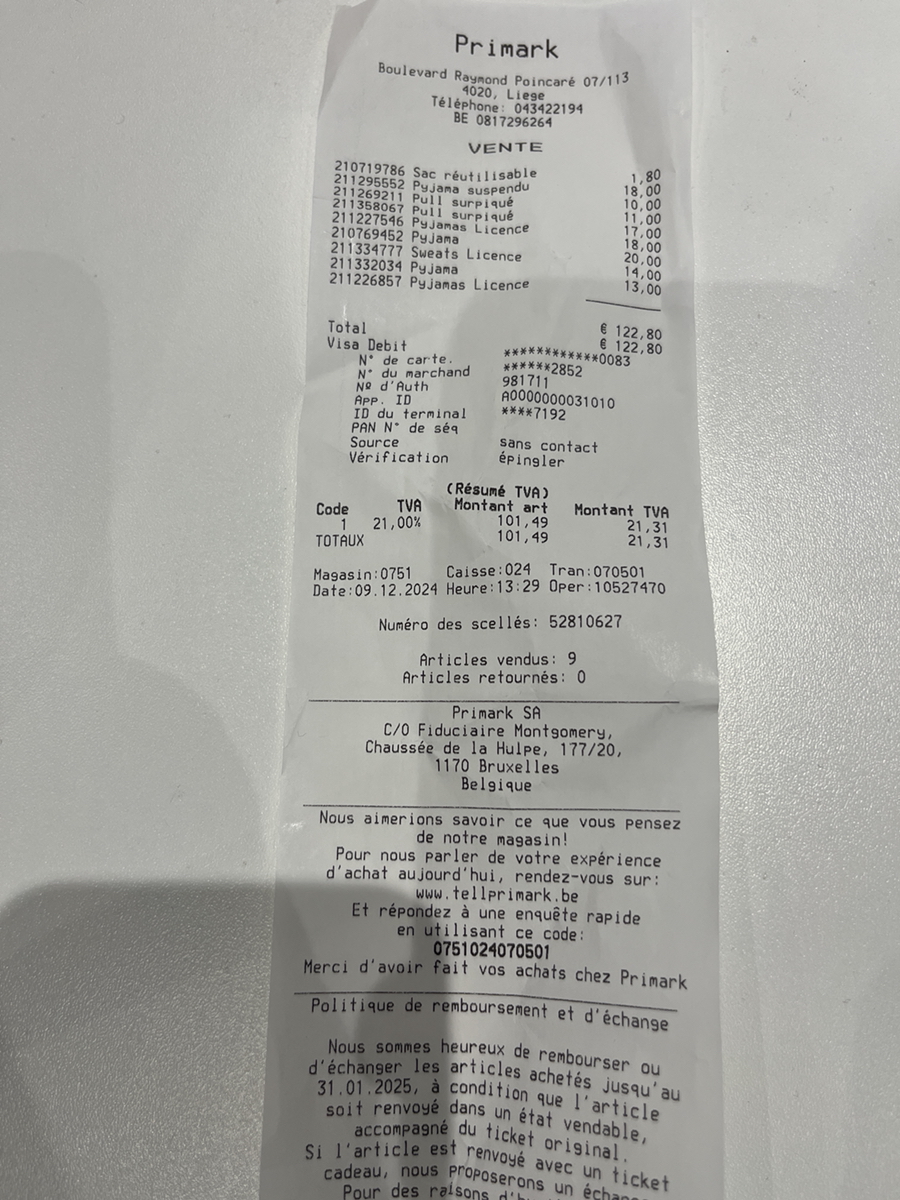 Primark
Boulevard Raymond Poincaré 07/113
4020, Liege
Téléphone: 043422194
BE 0817296264
VENTE
210719786 Sac réutilisable 1,80
211295552 Pyjama suspendu 18,00
211269211 Pull surpiqué 10,00
211358067 Pull surpiqué 11,00
211227546 Pyjamas Licence 17,00
210769452 Pyjama 18,00
211334777 Sweats Licence 20,00
211332034 Pyjama 14,00
211226857 Pyjamas Licence 13,00
Total € 122,80
Visa Debit € 122,80
N° de carte. ************0083
N° du marchand ******2852
Nº d'Auth 981711
App. ID A0000000031010
ID du terminal ****7192
PAN N° de séq
Source sans contact
Vérification épingler
(Résumé TVA)
Code TVA Montant art Montant TVA
1 21,00% 101,49 21,31
TOTAUX 101,49 21,31
Magasin:0751 Caisse:024 Tran:070501
Date:09.12.2024 Heure:13:29 Oper:10527470
Numéro des scellés: 52810627
Articles vendus: 9
Articles retournés: 0
Primark SA
C/O Fiduciaire Montgomery,
Chaussée de la Hulpe, 177/20,
1170 Bruxelles
Belgique
Nous aimerions savoir ce que vous pensez
de notre magasin!
Pour nous parler de votre expérience
d'achat aujourd'hui, rendez-vous sur:
www.tellprimark.be
Et répondez à une enquête rapide
en utilisant ce code:
0751024070501
Merci d'avoir fait vos achats chez Primark
Politique de remboursement et d'échange
Nous sommes heureux de rembourser ou
d'échanger les articles achetés jusqu'au
31.01.2025, à condition que l'article
soit renvoyé dans un état vendable,
accompagné du ticket original.
Si l'article est renvoyé avec un ticket
cadeau, nous proposerons un
Pour des raisons